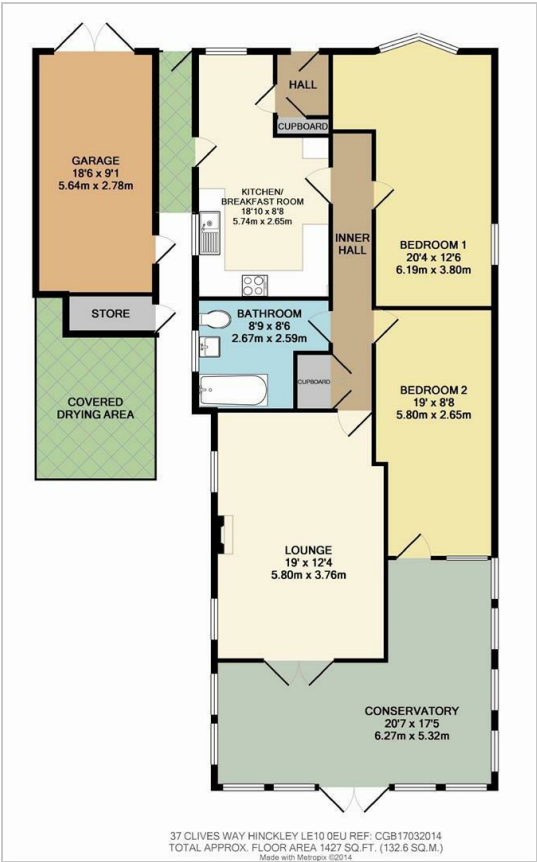 GARAGE
18'6 x 9'1
5.64m x 2.78m
HALL
CUPBOARD
KITCHEN/
BREAKFAST ROOM
18'10 x 8'8
5.74m x 2.65m
INNER
HALL
BEDROOM 1
20'4 x 12'6
6.19m x 3.80m
STORE
BATHROOM
8'9 x 8'6
2.67m x 2.59m
CUPBOARD
COVERED
DRYING AREA
BEDROOM 2
19' x 8'8
5.80m x 2.65m
LOUNGE
19' x 12'4
5.80m x 3.76m
CONSERVATORY
20'7 x 17'5
6.27m x 5.32m
37 CLIVES WAY HINCKLEY LE10 0EU REF: CGB17032014
TOTAL APPROX. FLOOR AREA 1427 SQ.FT. (132.6 SQ.M.)
Made with Metropix ©2014